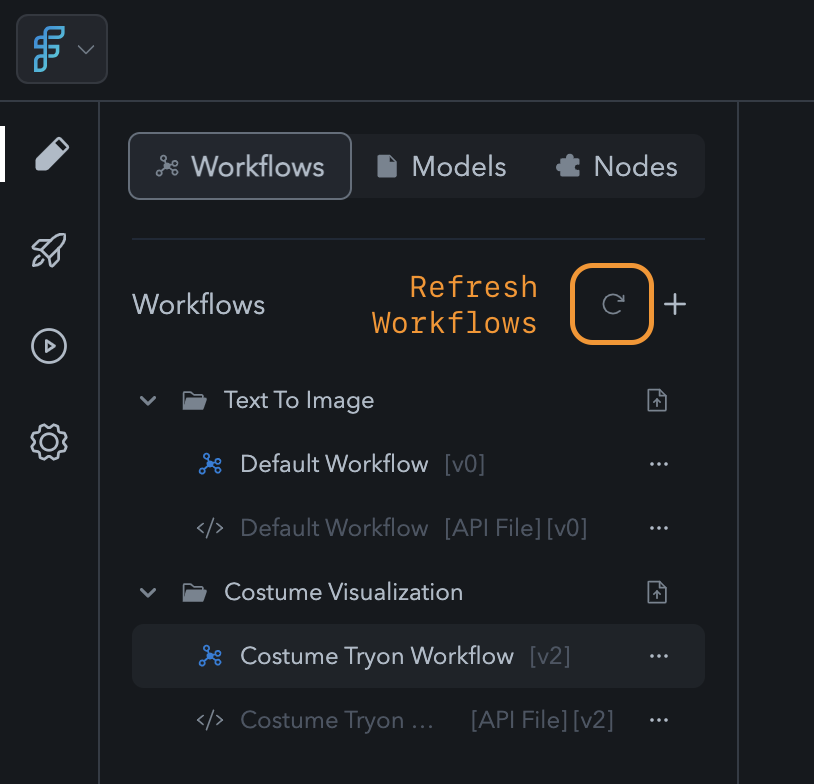 Workflows Models Nodes
Refresh
Workflows
Workflows
Text To Image
Default Workflow [v0]
</> Default Workflow [API File] [v0]
Costume Visualization
Costume Tryon Workflow [v2]
</> Costume Tryon ... [API File] [v2]